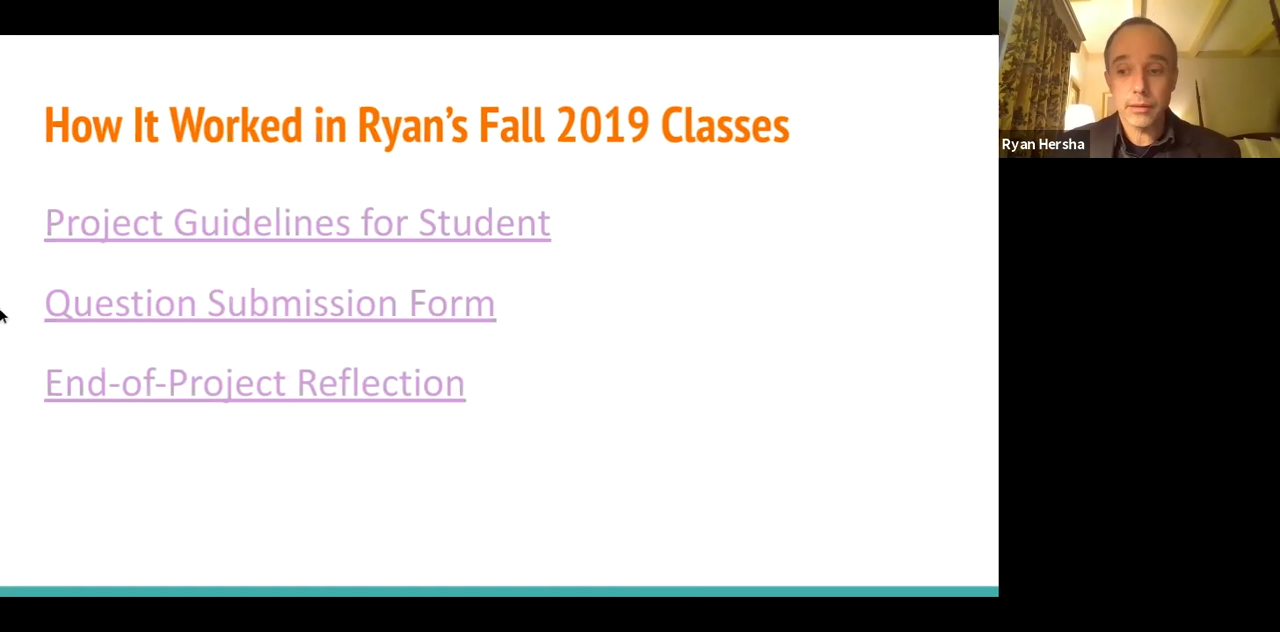 How It Worked in Ryan’s Fall 2019 Classes
Project Guidelines for Student
Question Submission Form
End-of-Project Reflection
Ryan Hersha